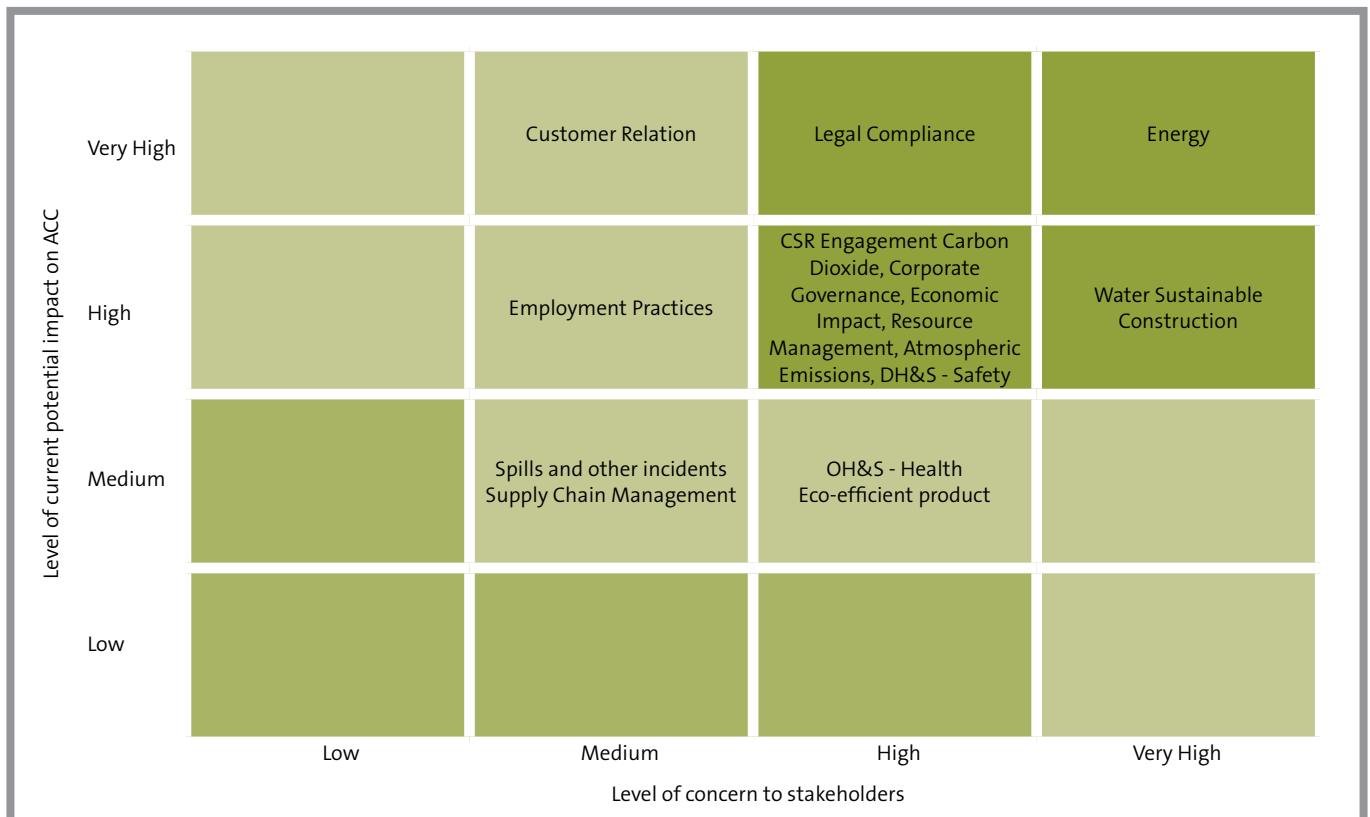 Level of current potential impact on ACC
Very High
Customer Relation
Legal Compliance
Energy
High
Employment Practices
CSR Engagement Carbon
Dioxide, Corporate
Governance, Economic
Impact, Resource
Management, Atmospheric
Emissions, DH&S - Safety
Water Sustainable
Construction
Medium
Spills and other incidents
Supply Chain Management
OH&S - Health
Eco-efficient product
Low
Low
Medium
High
Very High
Level of concern to stakeholders